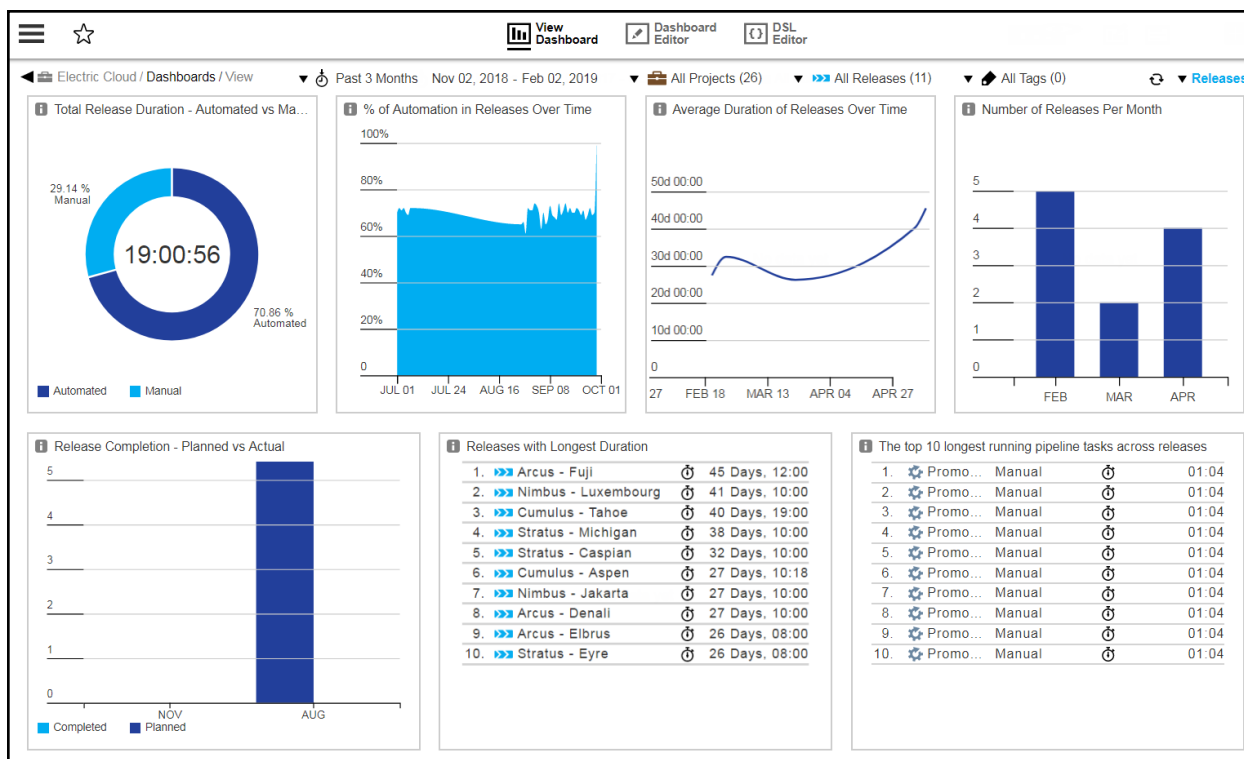 View Dashboard
Dashboard Editor
DSL Editor
Electric Cloud / Dashboards / View
Past 3 Months Nov 02, 2018 - Feb 02, 2019
All Projects (26)
All Releases (11)
All Tags (0)
Releases
Total Release Duration - Automated vs Ma...
29.14 %
Manual
19:00:56
70.86 %
Automated
Automated Manual
% of Automation in Releases Over Time
100%
80%
60%
40%
20%
0
JUL 01 JUL 24 AUG 16 SEP 08 OCT 01
Average Duration of Releases Over Time
50d 00:00
40d 00:00
30d 00:00
20d 00:00
10d 00:00
0
27 FEB 18 MAR 13 APR 04 APR 27
Number of Releases Per Month
5
4
3
2
1
0
FEB MAR APR
Release Completion - Planned vs Actual
5
4
3
2
1
0
NOV AUG
Completed Planned
Releases with Longest Duration
1. Arcus - Fuji 45 Days, 12:00
2. Nimbus - Luxembourg 41 Days, 10:00
3. Cumulus - Tahoe 40 Days, 19:00
4. Stratus - Michigan 38 Days, 10:00
5. Stratus - Caspian 32 Days, 10:00
6. Cumulus - Aspen 27 Days, 10:18
7. Nimbus - Jakarta 27 Days, 10:00
8. Arcus - Denali 27 Days, 10:00
9. Arcus - Elbrus 26 Days, 08:00
10. Stratus - Eyre 26 Days, 08:00
The top 10 longest running pipeline tasks across releases
1. Promo... Manual 01:04
2. Promo... Manual 01:04
3. Promo... Manual 01:04
4. Promo... Manual 01:04
5. Promo... Manual 01:04
6. Promo... Manual 01:04
7. Promo... Manual 01:04
8. Promo... Manual 01:04
9. Promo... Manual 01:04
10. Promo... Manual 01:04